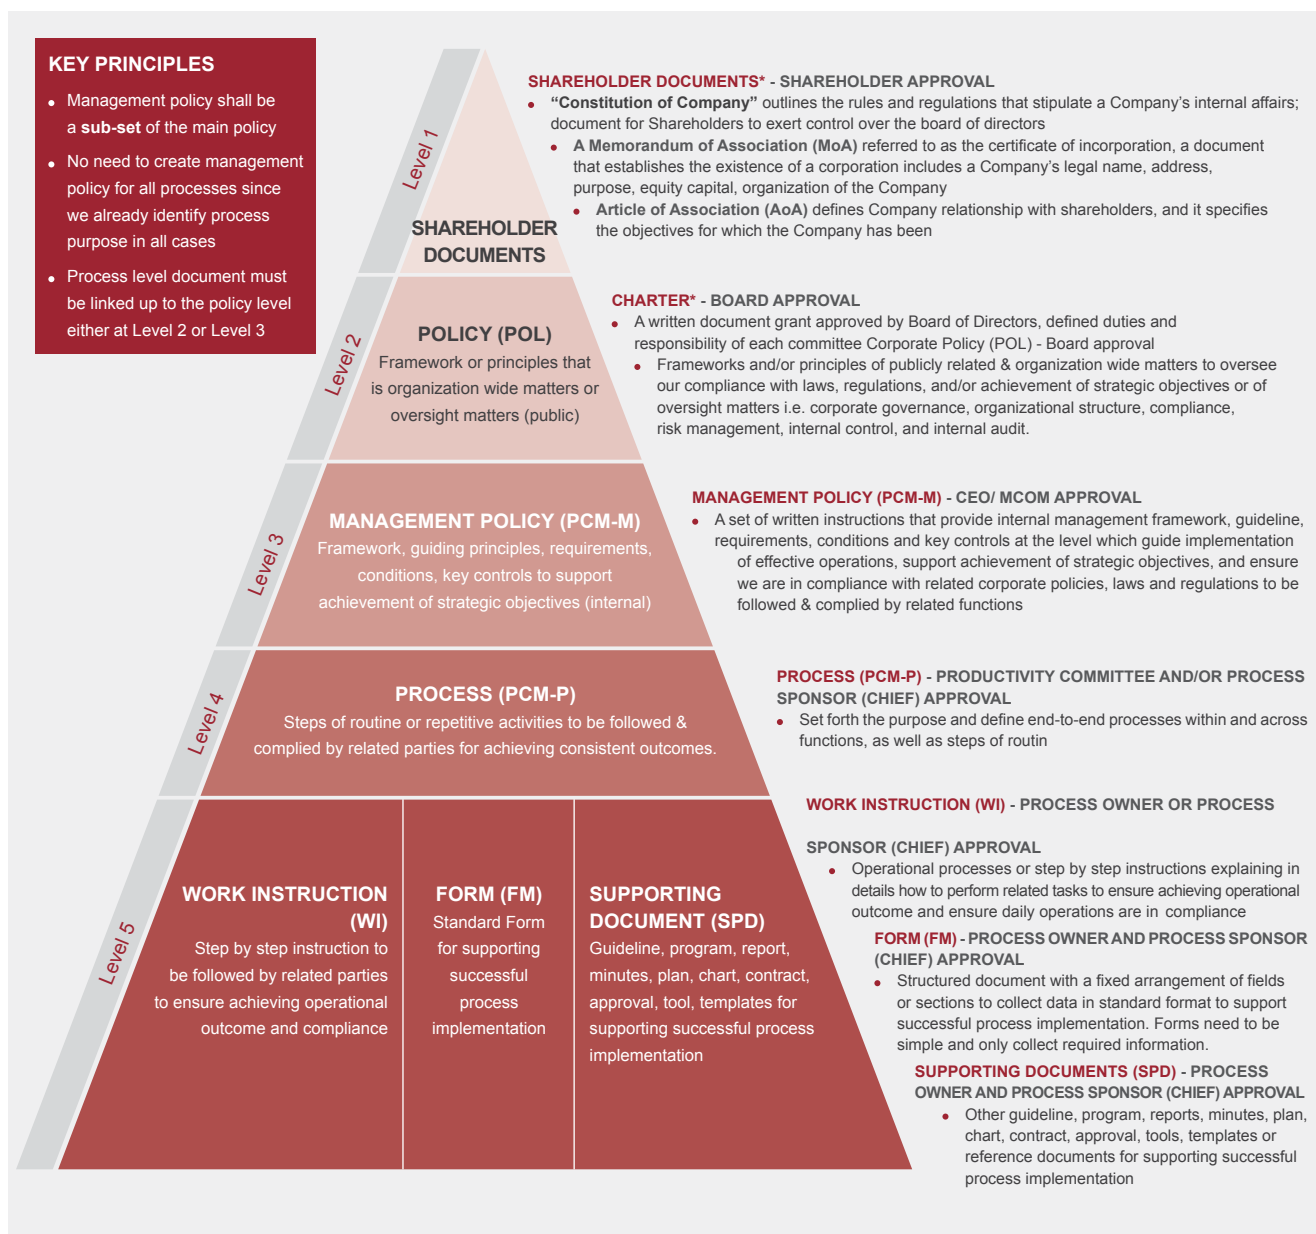 KEY PRINCIPLES
• Management policy shall be
a sub-set of the main policy
• No need to create management
policy for all processes since
we already identify process
purpose in all cases
• Process level document must
be linked up to the policy level
either at Level 2 or Level 3
Level 1
SHAREHOLDER
DOCUMENTS
SHAREHOLDER DOCUMENTS* - SHAREHOLDER APPROVAL
• “Constitution of Company” outlines the rules and regulations that stipulate a Company’s internal affairs;
document for Shareholders to exert control over the board of directors
• A Memorandum of Association (MoA) referred to as the certificate of incorporation, a document
that establishes the existence of a corporation includes a Company’s legal name, address,
purpose, equity capital, organization of the Company
• Article of Association (AoA) defines Company relationship with shareholders, and it specifies
the objectives for which the Company has been
Level 2
POLICY (POL)
Framework or principles that
is organization wide matters or
oversight matters (public)
CHARTER* - BOARD APPROVAL
• A written document grant approved by Board of Directors, defined duties and
responsibility of each committee Corporate Policy (POL) - Board approval
• Frameworks and/or principles of publicly related & organization wide matters to oversee
our compliance with laws, regulations, and/or achievement of strategic objectives or of
oversight matters i.e. corporate governance, organizational structure, compliance,
risk management, internal control, and internal audit.
Level 3
MANAGEMENT POLICY (PCM-M)
Framework, guiding principles, requirements,
conditions, key controls to support
achievement of strategic objectives (internal)
MANAGEMENT POLICY (PCM-M) - CEO/ MCOM APPROVAL
• A set of written instructions that provide internal management framework, guideline,
requirements, conditions and key controls at the level which guide implementation
of effective operations, support achievement of strategic objectives, and ensure
we are in compliance with related corporate policies, laws and regulations to be
followed & complied by related functions
Level 4
PROCESS (PCM-P)
Steps of routine or repetitive activities to be followed &
complied by related parties for achieving consistent outcomes.
PROCESS (PCM-P) - PRODUCTIVITY COMMITTEE AND/OR PROCESS
SPONSOR (CHIEF) APPROVAL
• Set forth the purpose and define end-to-end processes within and across
functions, as well as steps of routin
Level 5
WORK INSTRUCTION
(WI)
Step by step instruction to
be followed by related parties
to ensure achieving operational
outcome and compliance
FORM (FM)
Standard Form
for supporting
successful
process
implementation
SUPPORTING
DOCUMENT (SPD)
Guideline, program, report,
minutes, plan, chart, contract,
approval, tool, templates for
supporting successful process
implementation
WORK INSTRUCTION (WI) - PROCESS OWNER OR PROCESS
SPONSOR (CHIEF) APPROVAL
• Operational processes or step by step instructions explaining in
details how to perform related tasks to ensure achieving operational
outcome and ensure daily operations are in compliance
FORM (FM) - PROCESS OWNER AND PROCESS SPONSOR
(CHIEF) APPROVAL
• Structured document with a fixed arrangement of fields
or sections to collect data in standard format to support
successful process implementation. Forms need to be
simple and only collect required information.
SUPPORTING DOCUMENTS (SPD) - PROCESS
OWNER AND PROCESS SPONSOR (CHIEF) APPROVAL
• Other guideline, program, reports, minutes, plan,
chart, contract, approval, tools, templates or
reference documents for supporting successful
process implementation